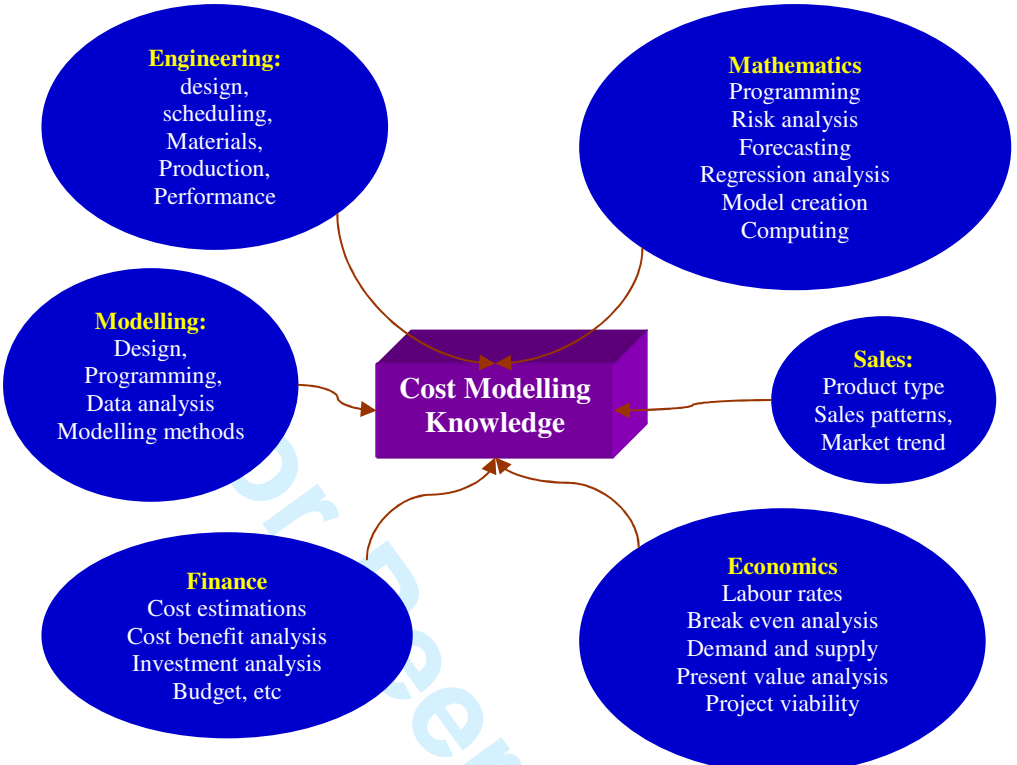 Engineering:
design,
scheduling,
Materials,
Production,
Performance
Mathematics
Programming
Risk analysis
Forecasting
Regression analysis
Model creation
Computing
Modelling:
Design,
Programming,
Data analysis
Modelling methods
Cost Modelling
Knowledge
Sales:
Product type
Sales patterns,
Market trend
Finance
Cost estimations
Cost benefit analysis
Investment analysis
Budget, etc
Economics
Labour rates
Break even analysis
Demand and supply
Present value analysis
Project viability